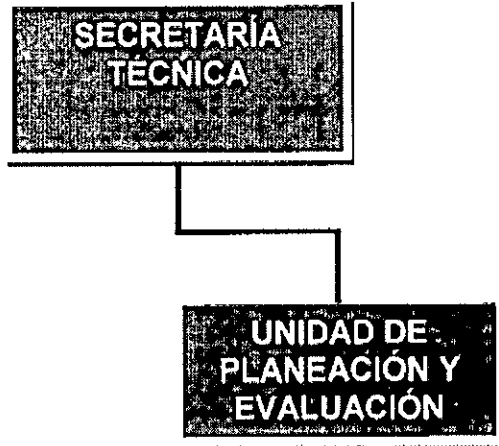 SECRETARÍA
TÉCNICA
UNIDAD DE
PLANEACIÓN Y
EVALUACIÓN